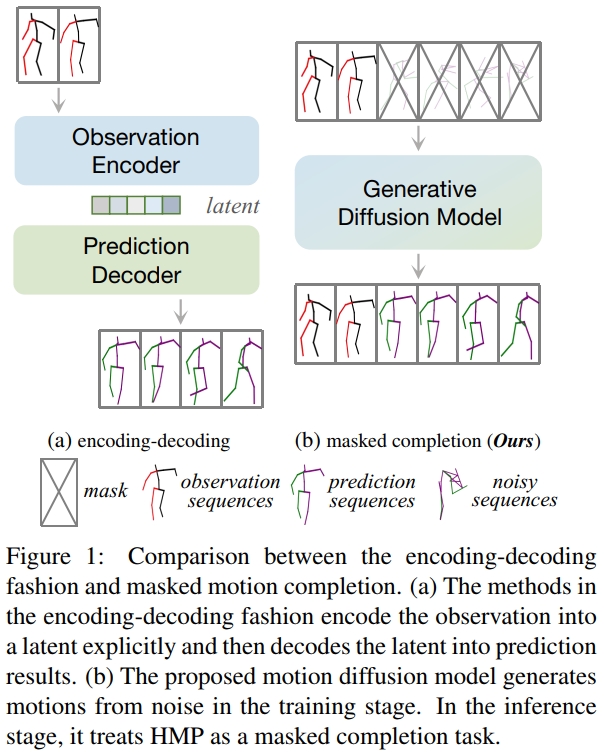 Observation
Encoder
latent
Prediction
Decoder
Generative
Diffusion Model
(a) encoding-decoding
(b) masked completion (Ours)
mask
observation
sequences
prediction
sequences
noisy
sequences
Figure 1: Comparison between the encoding-decoding
fashion and masked motion completion. (a) The methods in
the encoding-decoding fashion encode the observation into
a latent explicitly and then decodes the latent into prediction
results. (b) The proposed motion diffusion model generates
motions from noise in the training stage. In the inference
stage, it treats HMP as a masked completion task.